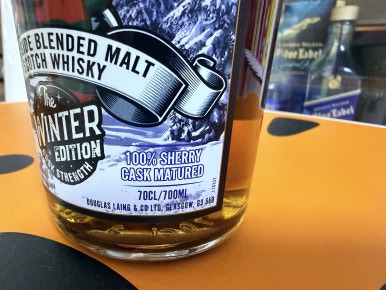 BLENDED MALT
SCOTCH WHISKY
The
WINTER
EDITION
STRENGTH
100% SHERRY
CASK MATURED
70CL/700ML
DOUGLAS LAING & CO LTD, GLASGOW, G3 6EQ
Blue Label